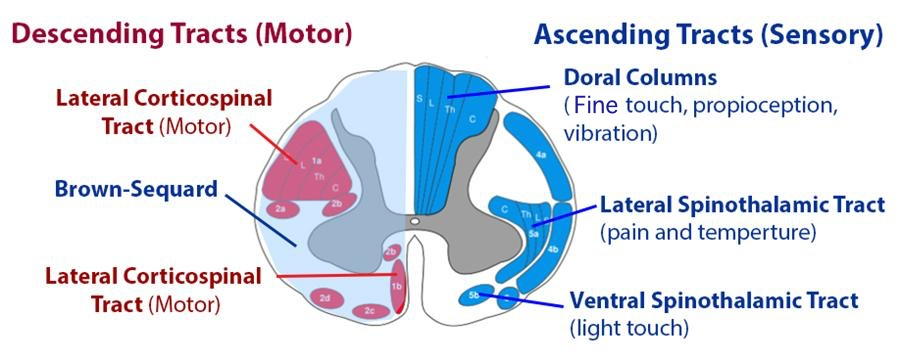 Descending Tracts (Motor)
Ascending Tracts (Sensory)
Lateral Corticospinal
Tract (Motor)
Brown-Sequard
Lateral Corticospinal
Tract (Motor)
Doral Columns
( Fine touch, propioception,
vibration)
Lateral Spinothalamic Tract
(pain and temperture)
Ventral Spinothalamic Tract
(light touch)
S L Th C
L 1a
Th
C
2a
2b
2b
1b
2d
2c
4a
C Th L
5a
4b
5b